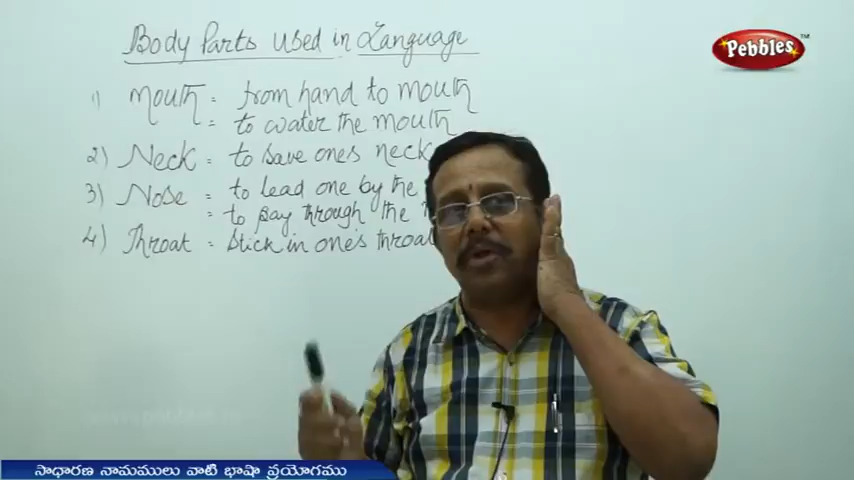 Body Parts used in Language
Pebbles™
1) Mouth = from hand to mouth
= to water the mouth
2) Neck = to save ones neck
3) Nose = to lead one by the
= to pay through the
4) Throat = Stick in one's throat
సాధారణ నామములు వాటి భాషా ప్రయోగము